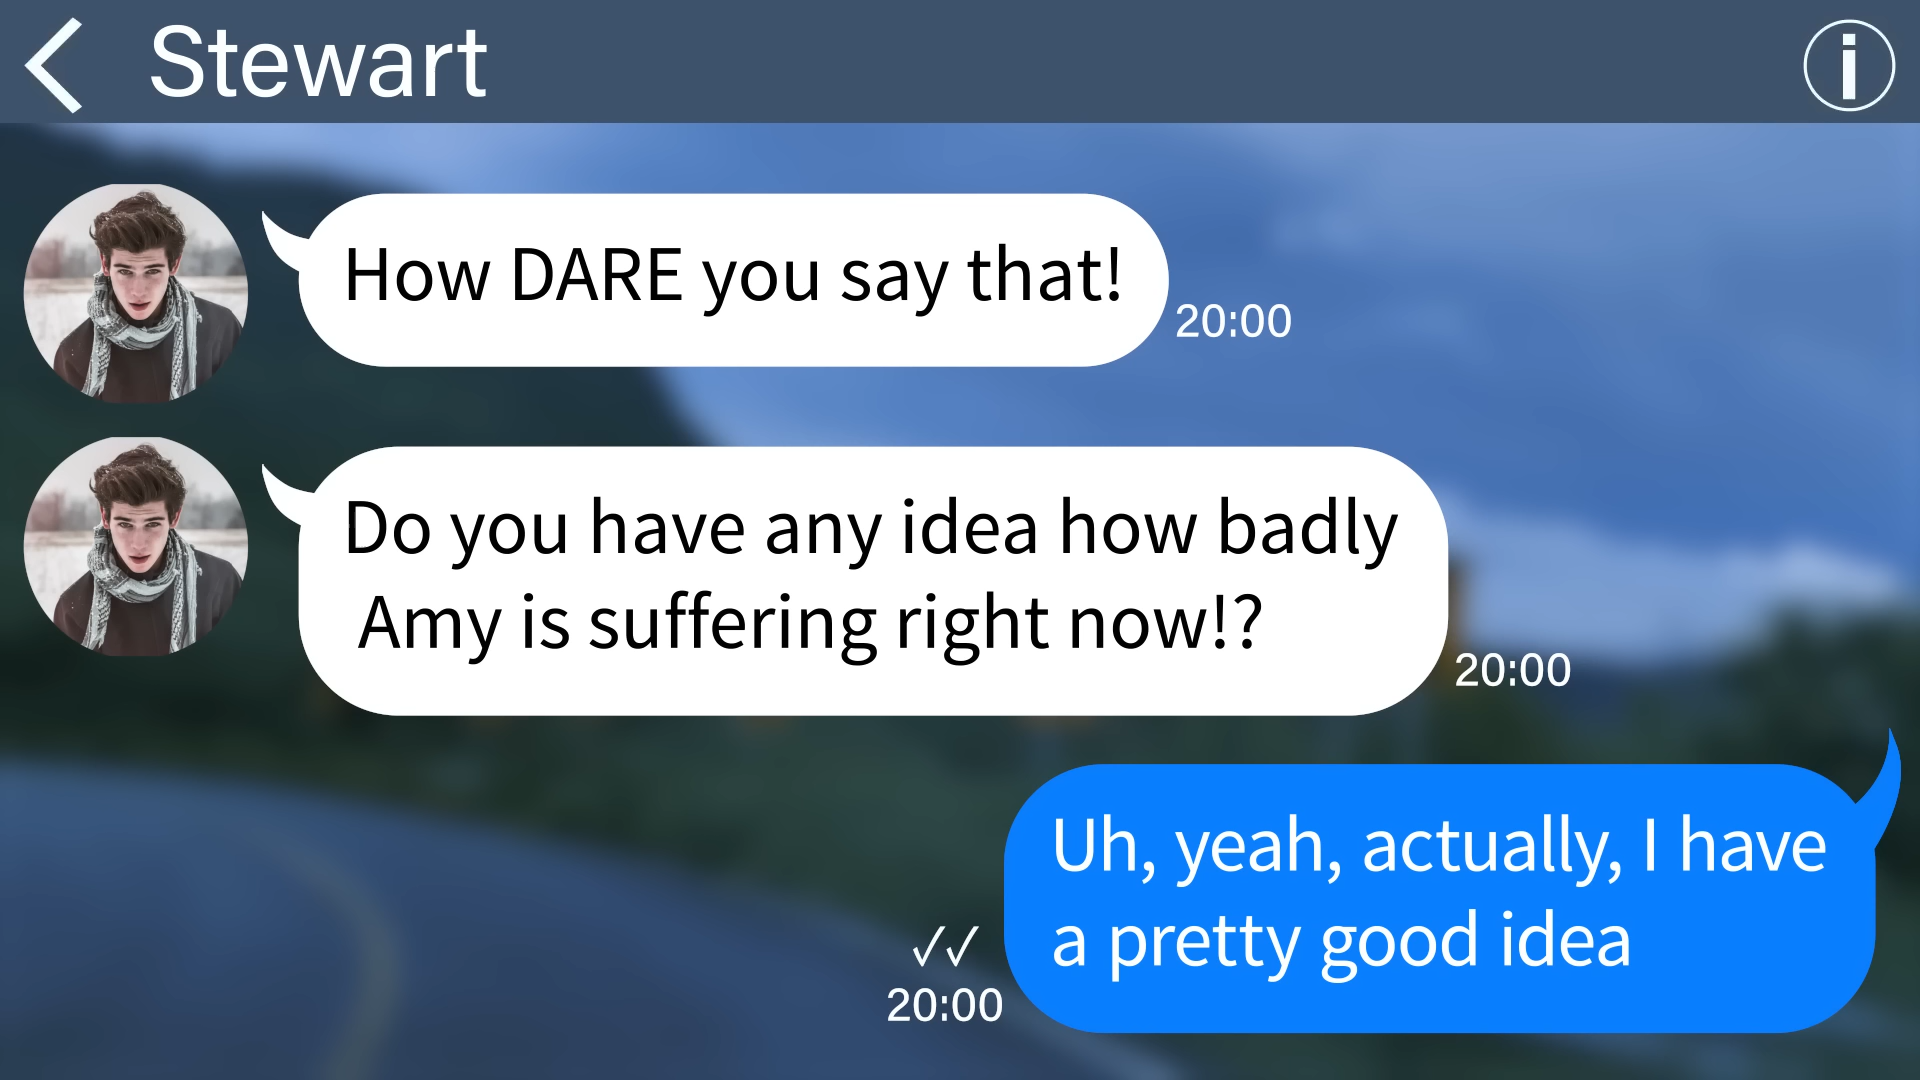 Stewart
How DARE you say that!
20:00
Do you have any idea how badly
Amy is suffering right now!?
20:00
Uh, yeah, actually, I have
a pretty good idea
✓✓
20:00